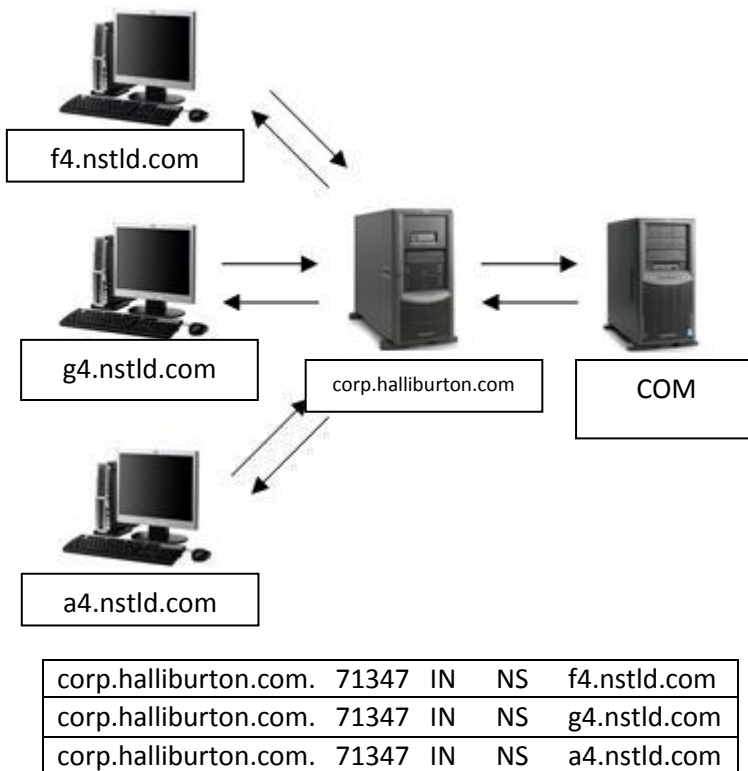 f4.nstld.com
g4.nstld.com
corp.halliburton.com
COM
a4.nstld.com
corp.halliburton.com. 71347 IN NS f4.nstld.com
corp.halliburton.com. 71347 IN NS g4.nstld.com
corp.halliburton.com. 71347 IN NS a4.nstld.com